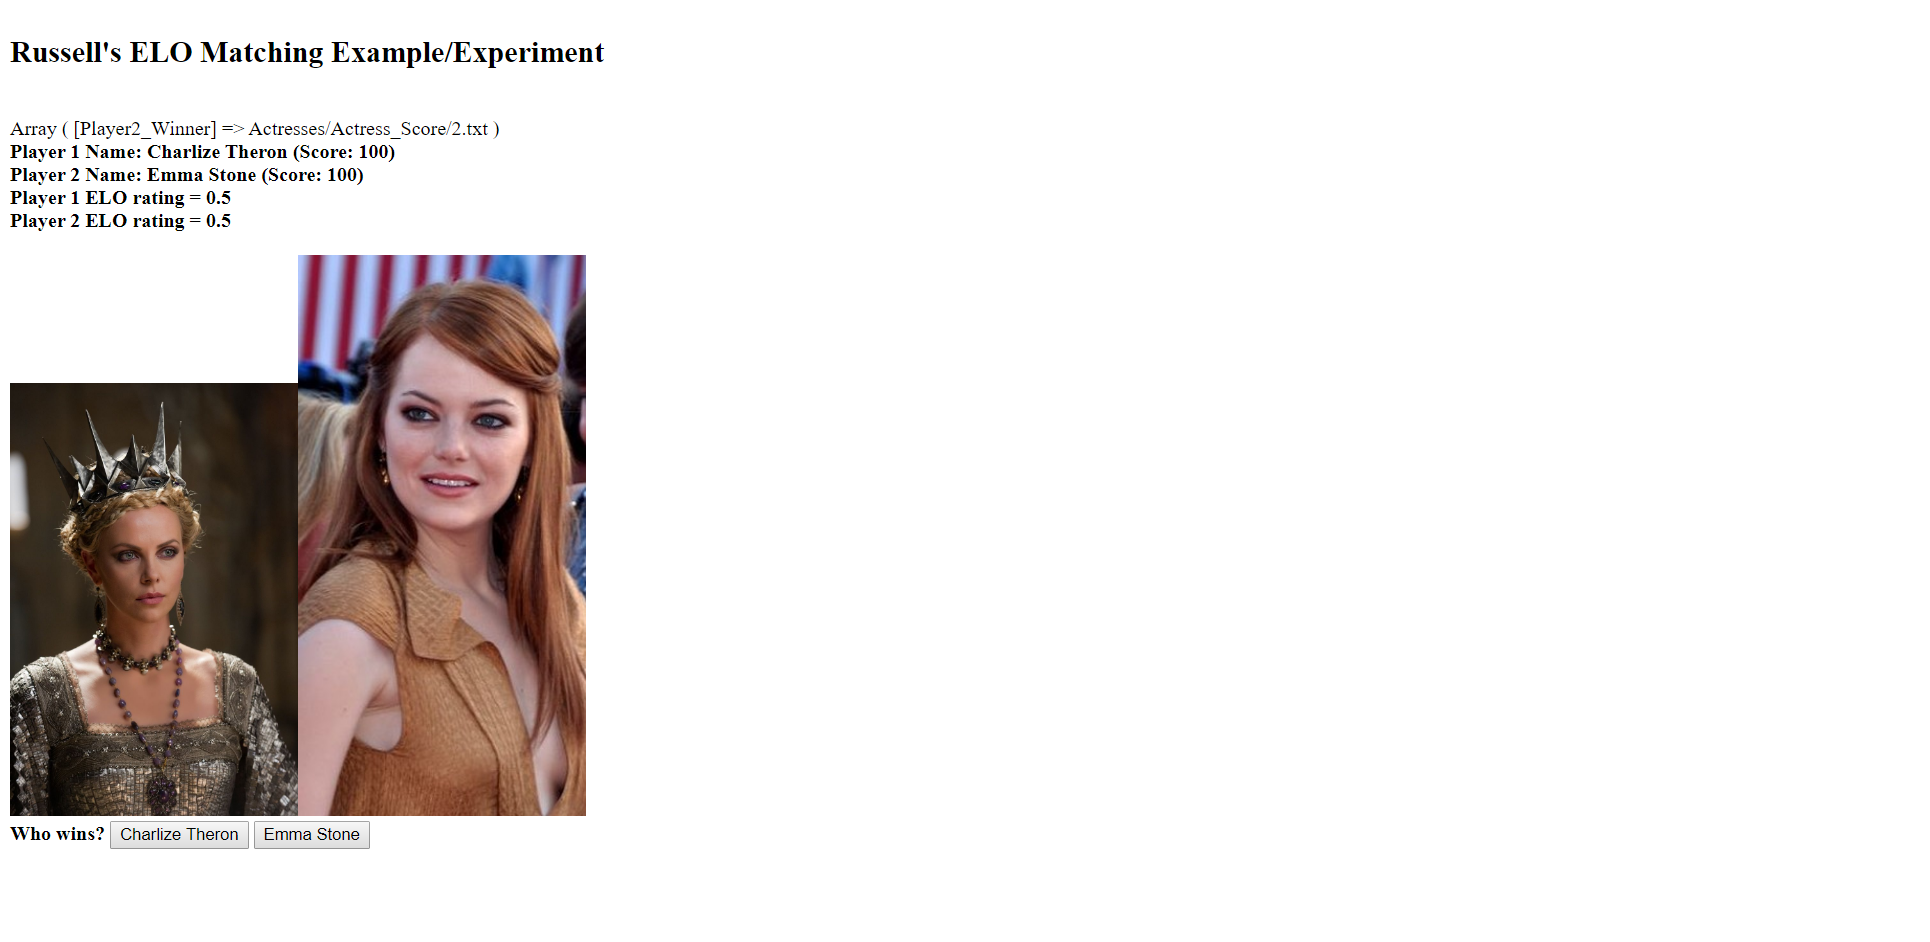 Russell's ELO Matching Example/Experiment
Array ( [Player2_Winner] => Actresses/Actress_Score/2.txt )
Player 1 Name: Charlize Theron (Score: 100)
Player 2 Name: Emma Stone (Score: 100)
Player 1 ELO rating = 0.5
Player 2 ELO rating = 0.5
Who wins? Charlize Theron Emma Stone